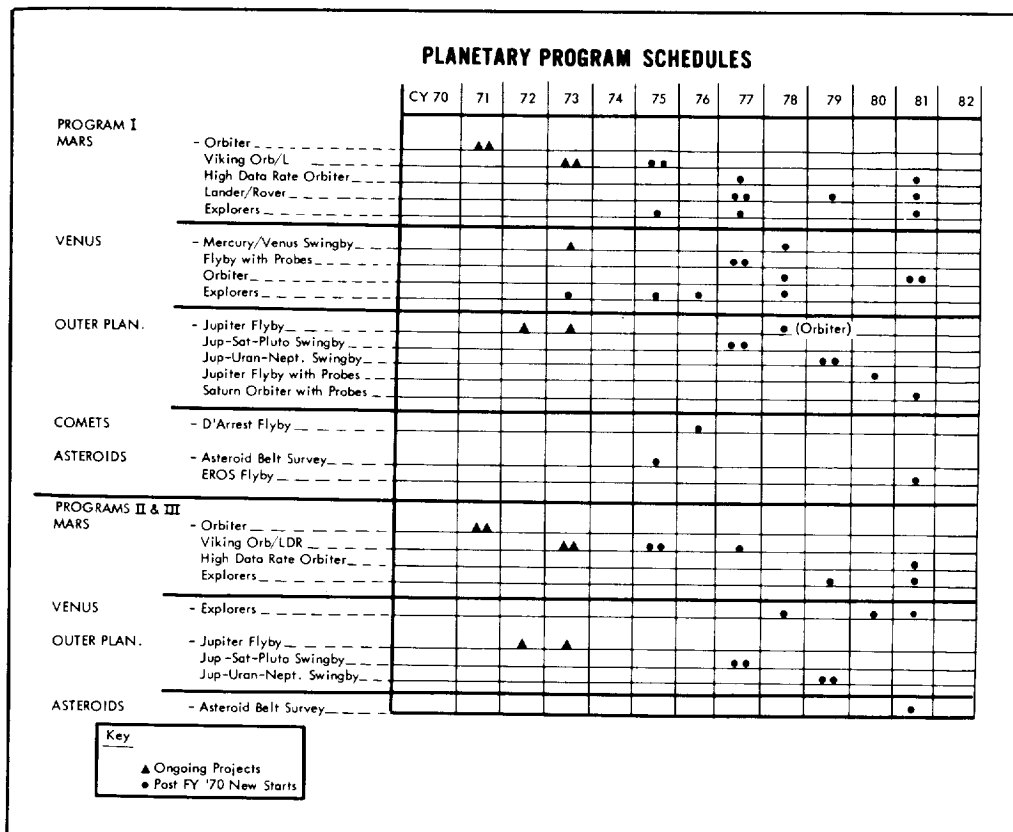 PLANETARY PROGRAM SCHEDULES
CY 70 71 72 73 74 75 76 77 78 79 80 81 82
PROGRAM I
MARS - Orbiter
Viking Orb/L
High Data Rate Orbiter
Lander/Rover
Explorers
VENUS - Mercury/Venus Swingby
Flyby with Probes
Orbiter
Explorers
OUTER PLAN. - Jupiter Flyby (Orbiter)
Jup-Sat-Pluto Swingby
Jup-Uran-Nept. Swingby
Jupiter Flyby with Probes
Saturn Orbiter with Probes
COMETS - D'Arrest Flyby
ASTEROIDS - Asteroid Belt Survey
EROS Flyby
PROGRAMS II & III
MARS - Orbiter
Viking Orb/LDR
High Data Rate Orbiter
Explorers
VENUS - Explorers
OUTER PLAN. - Jupiter Flyby
Jup-Sat-Pluto Swingby
Jup-Uran-Nept. Swingby
ASTEROIDS - Asteroid Belt Survey
Key
▲ Ongoing Projects
● Post FY '70 New Starts